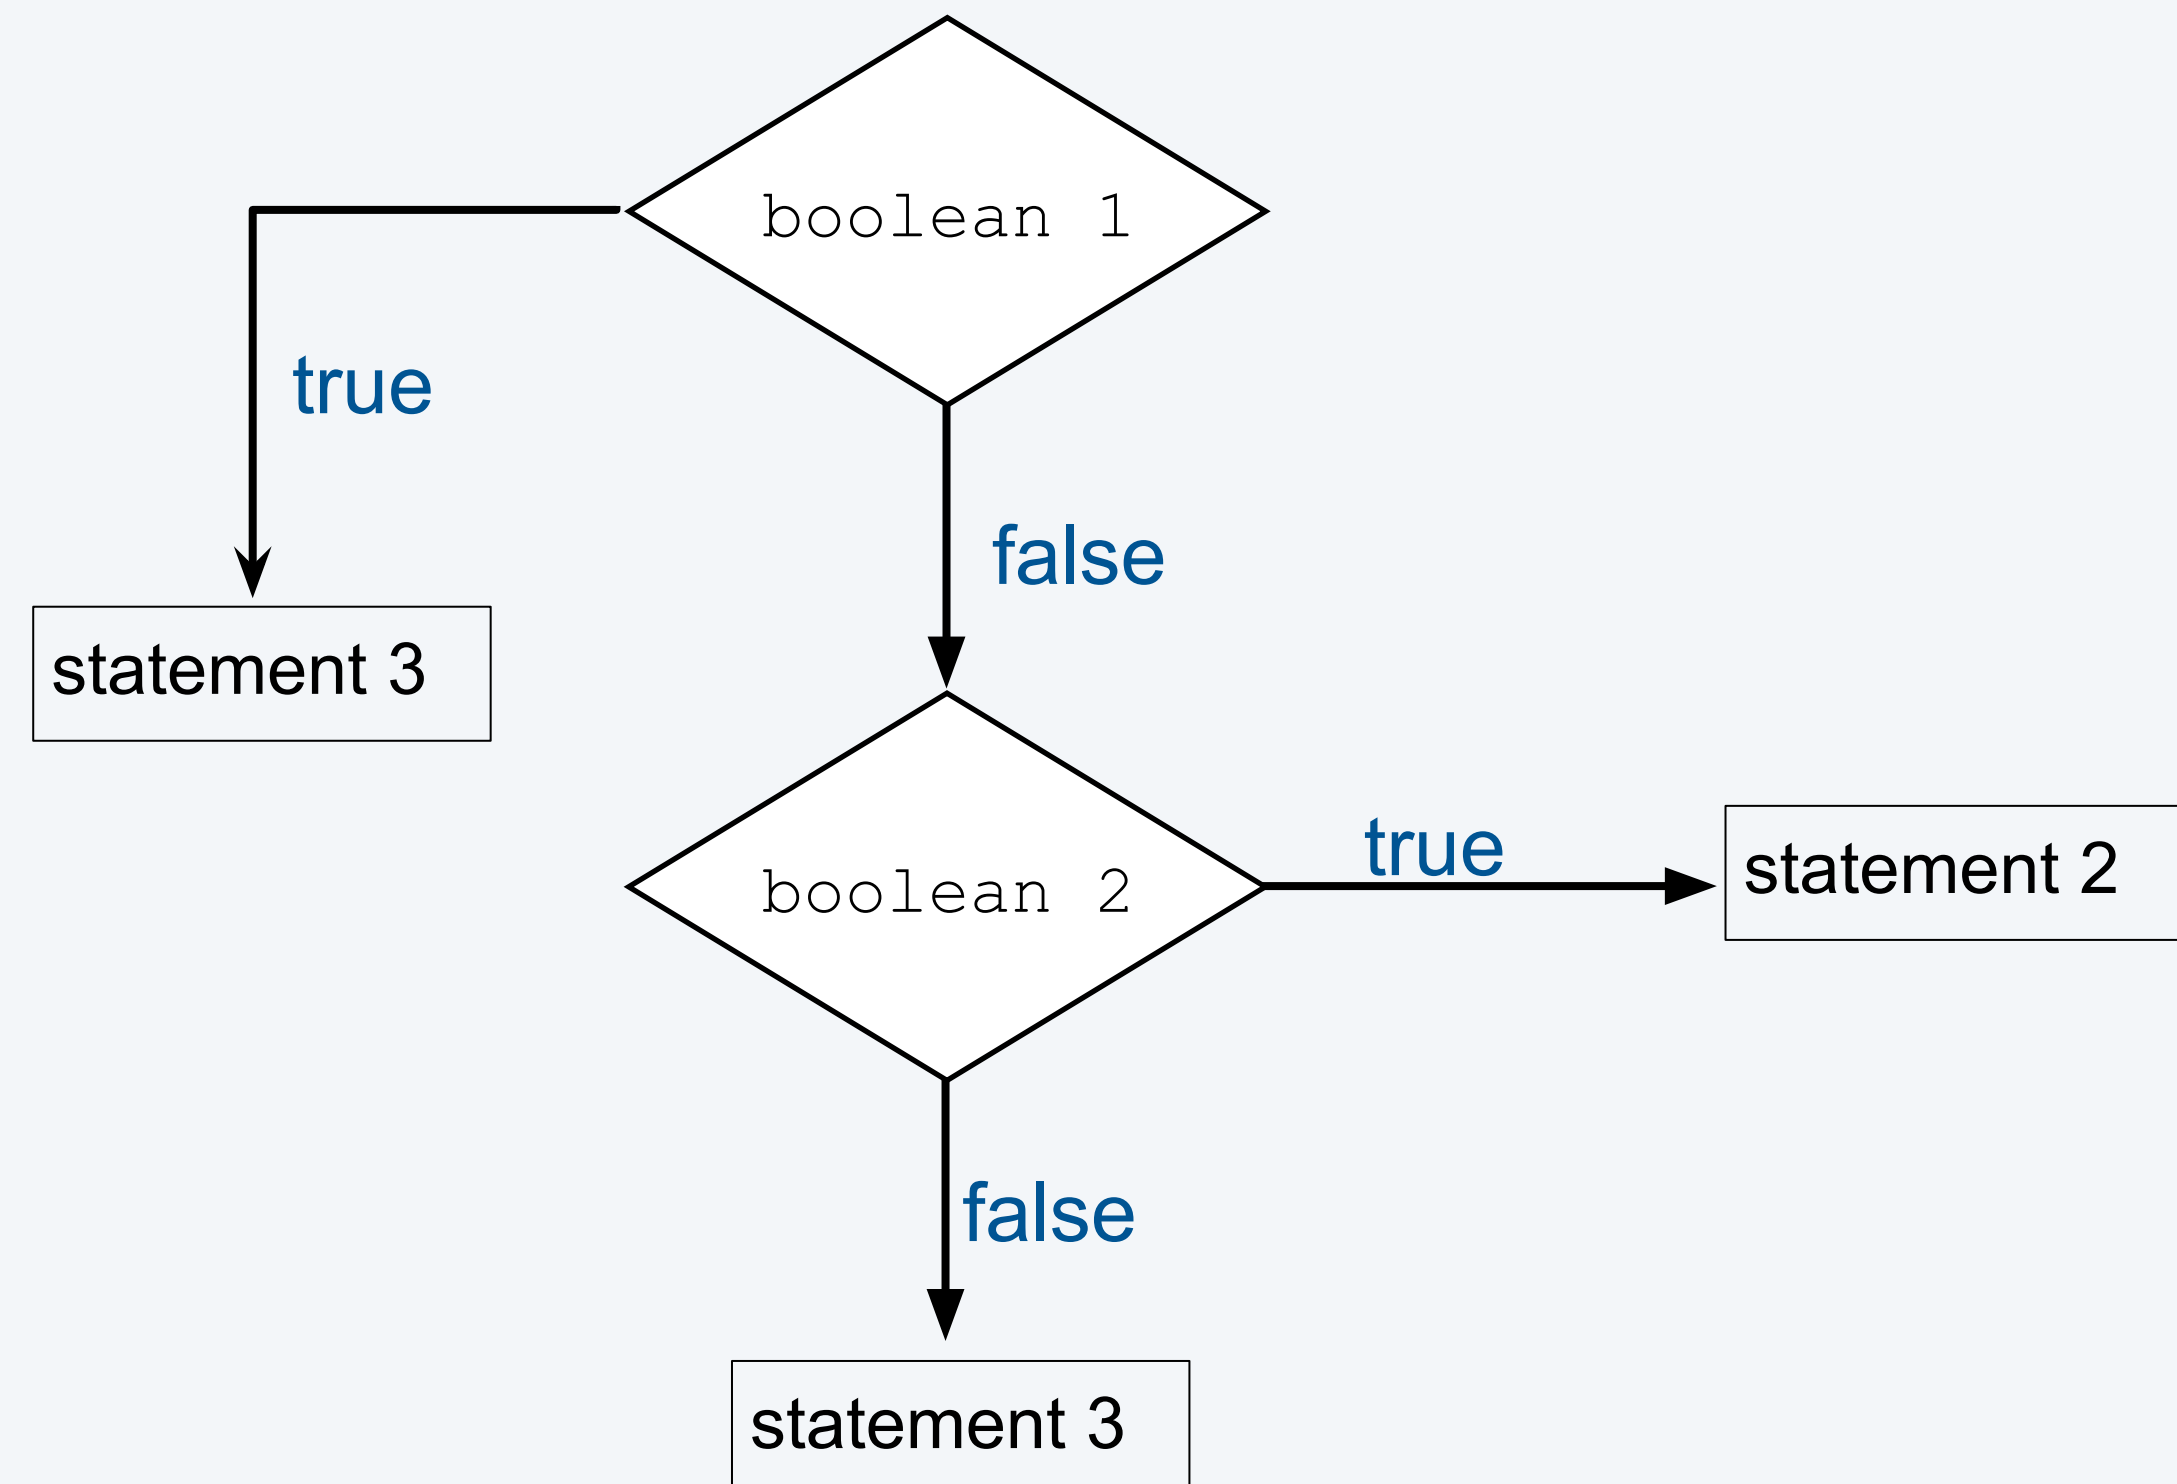 boolean 1
true
false
statement 3
boolean 2
true
statement 2
false
statement 3